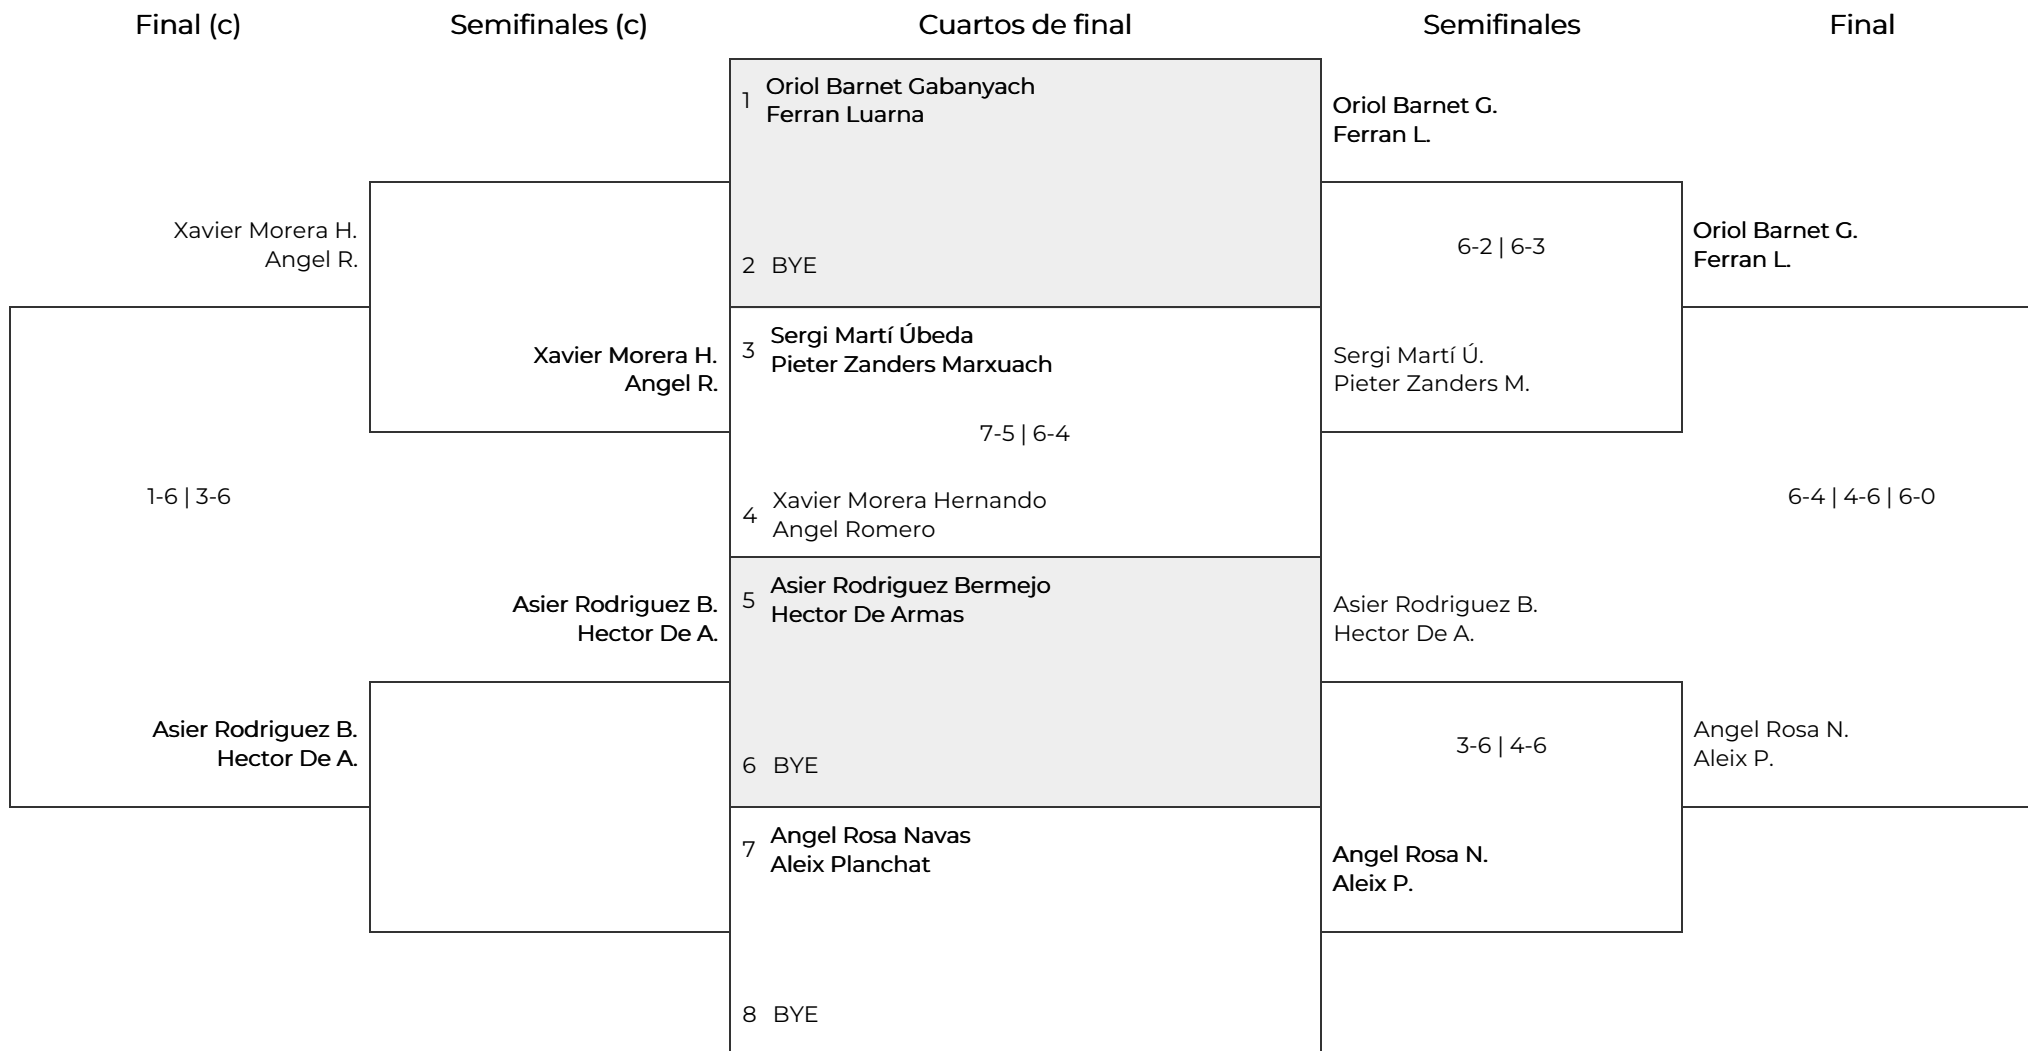 Final (c)
Semifinales (c)
Cuartos de final
Semifinales
Final
Xavier Morera H.
Angel R.
1-6 | 3-6
Asier Rodriguez B.
Hector De A.
Xavier Morera H.
Angel R.
Asier Rodriguez B.
Hector De A.
1 Oriol Barnet Gabanyach
Ferran Luarna
2 BYE
3 Sergi Martí Úbeda
Pieter Zanders Marxuach
7-5 | 6-4
4 Xavier Morera Hernando
Angel Romero
5 Asier Rodriguez Bermejo
Hector De Armas
6 BYE
7 Angel Rosa Navas
Aleix Planchat
8 BYE
Oriol Barnet G.
Ferran L.
6-2 | 6-3
Sergi Martí Ú.
Pieter Zanders M.
Asier Rodriguez B.
Hector De A.
3-6 | 4-6
Angel Rosa N.
Aleix P.
Oriol Barnet G.
Ferran L.
6-4 | 4-6 | 6-0
Angel Rosa N.
Aleix P.